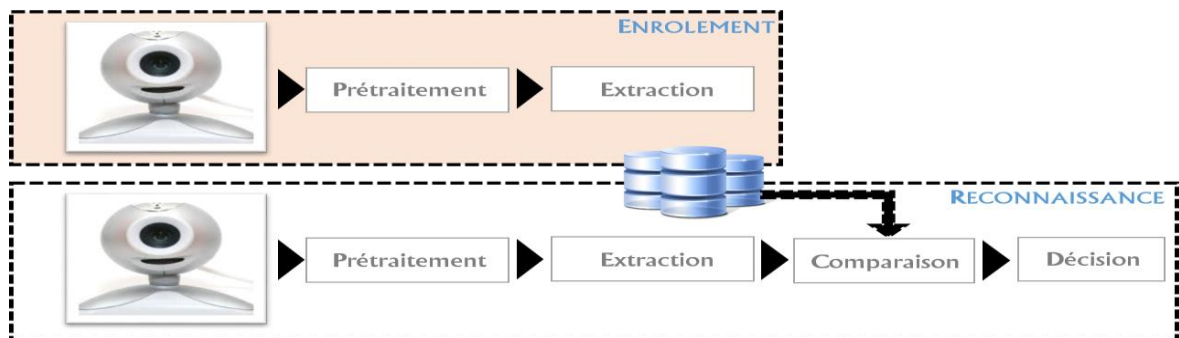 ENROLEMENT
Prétraitement
Extraction
RECONNAISSANCE
Prétraitement
Extraction
Comparaison
Décision